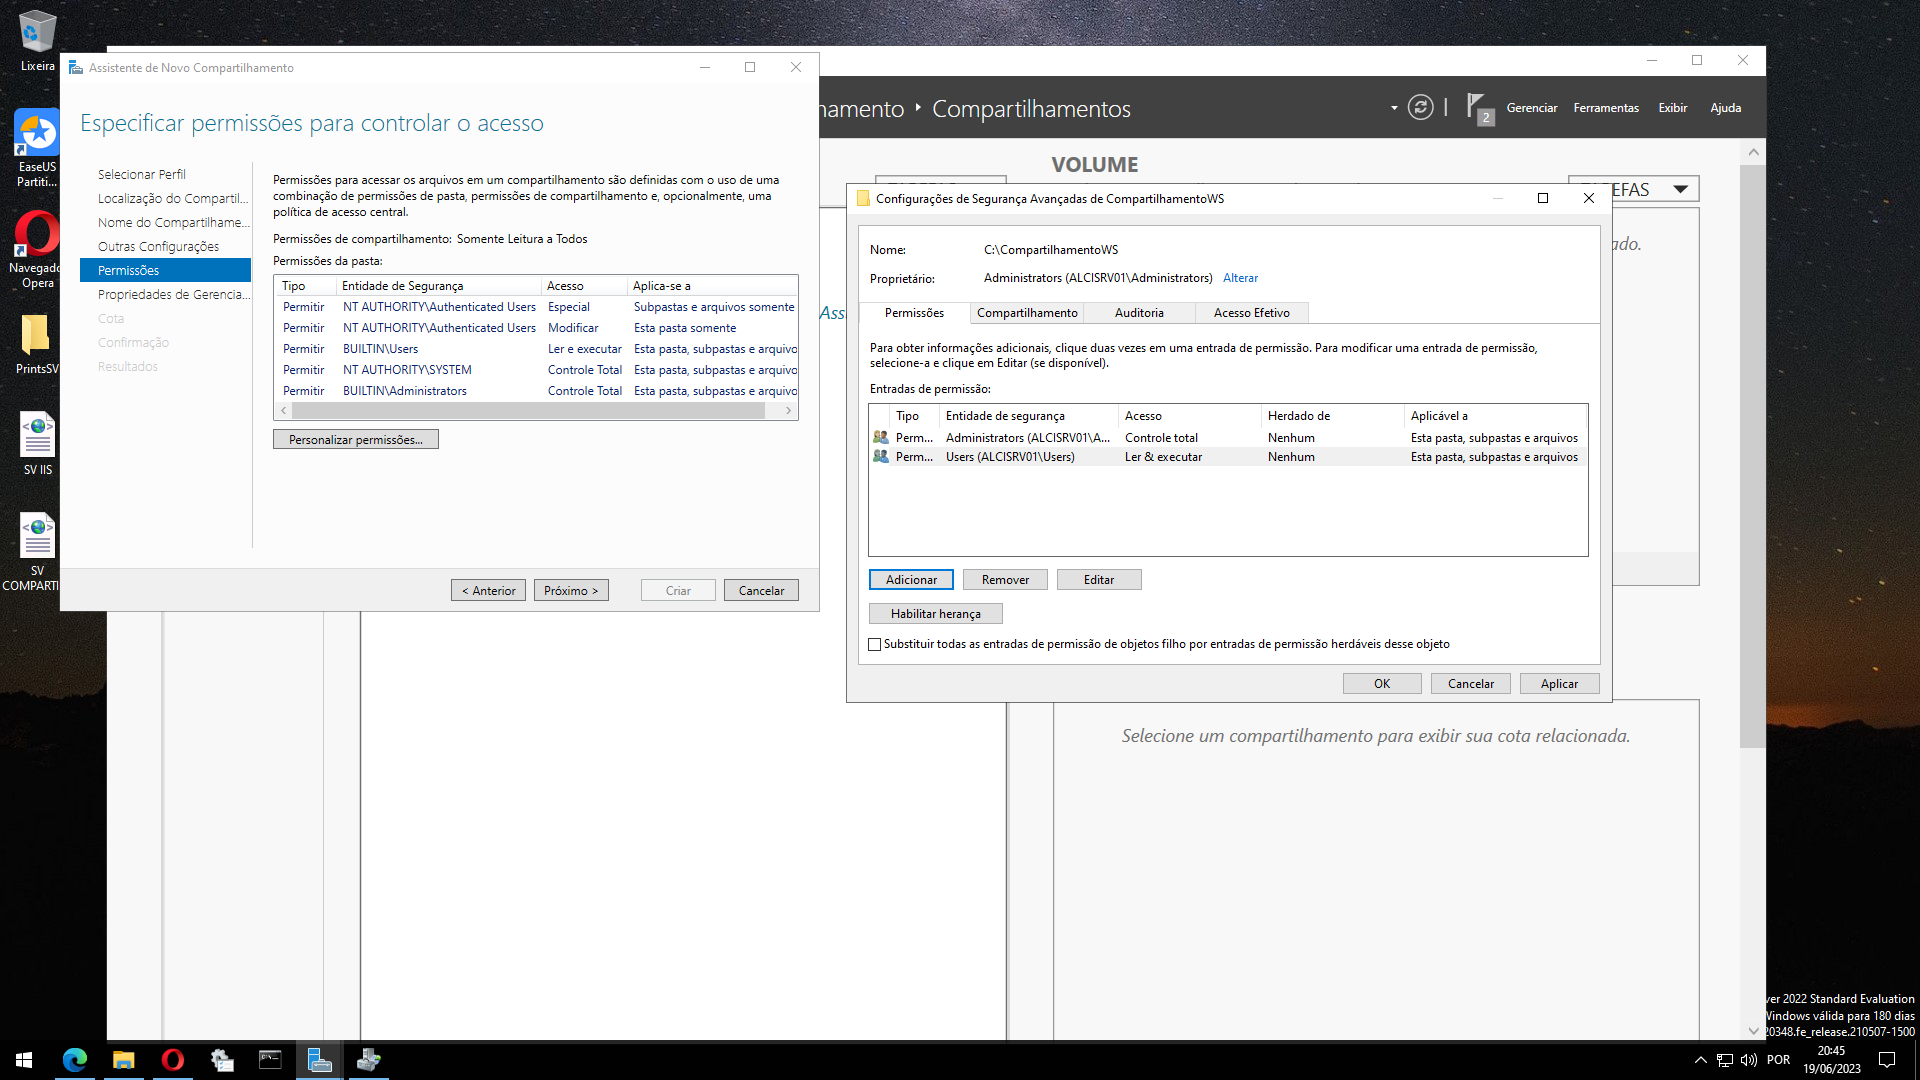 Lixeira
EaseUS
Partiti...
Navegado
Opera
PrintsSV
SV IIS
SV
COMPARTI
Assistente de Novo Compartilhamento
Especificar permissões para controlar o acesso
Selecionar Perfil
Localização do Compartil...
Nome do Compartilhame...
Outras Configurações
Permissões
Propriedades de Gerencia...
Cota
Confirmação
Resultados
Permissões para acessar os arquivos em um compartilhamento são definidas com o uso de uma
combinação de permissões de pasta, permissões de compartilhamento e, opcionalmente, uma
política de acesso central.
Permissões de compartilhamento: Somente Leitura a Todos
Permissões da pasta:
Tipo Entidade de Segurança Acesso Aplica-se a
Permitir NT AUTHORITY\Authenticated Users Especial Subpastas e arquivos somente
Permitir NT AUTHORITY\Authenticated Users Modificar Esta pasta somente
Permitir BUILTIN\Users Ler e executar Esta pasta, subpastas e arquivo
Permitir NT AUTHORITY\SYSTEM Controle Total Esta pasta, subpastas e arquivo
Permitir BUILTIN\Administrators Controle Total Esta pasta, subpastas e arquivo
Personalizar permissões...
< Anterior Próximo > Criar Cancelar
hamento Compartilhamentos
2 Gerenciar Ferramentas Exibir Ajuda
VOLUME
EFAS
ado.
Ass
Configurações de Segurança Avançadas de CompartilhamentoWS
Nome: C:\CompartilhamentoWS
Proprietário: Administrators (ALCISRV01\Administrators) Alterar
Permissões Compartilhamento Auditoria Acesso Efetivo
Para obter informações adicionais, clique duas vezes em uma entrada de permissão. Para modificar uma entrada de permissão,
selecione-a e clique em Editar (se disponível).
Entradas de permissão:
Tipo Entidade de segurança Acesso Herdado de Aplicável a
Perm... Administrators (ALCISRV01\A... Controle total Nenhum Esta pasta, subpastas e arquivos
Perm... Users (ALCISRV01\Users) Ler & executar Nenhum Esta pasta, subpastas e arquivos
Adicionar Remover Editar
Habilitar herança
Substituir todas as entradas de permissão de objetos filho por entradas de permissão herdáveis desse objeto
OK Cancelar Aplicar
Selecione um compartilhamento para exibir sua cota relacionada.
ver 2022 Standard Evaluation
Windows válida para 180 dias
20348.fe_release.210507-1500
POR
20:45
19/06/2023